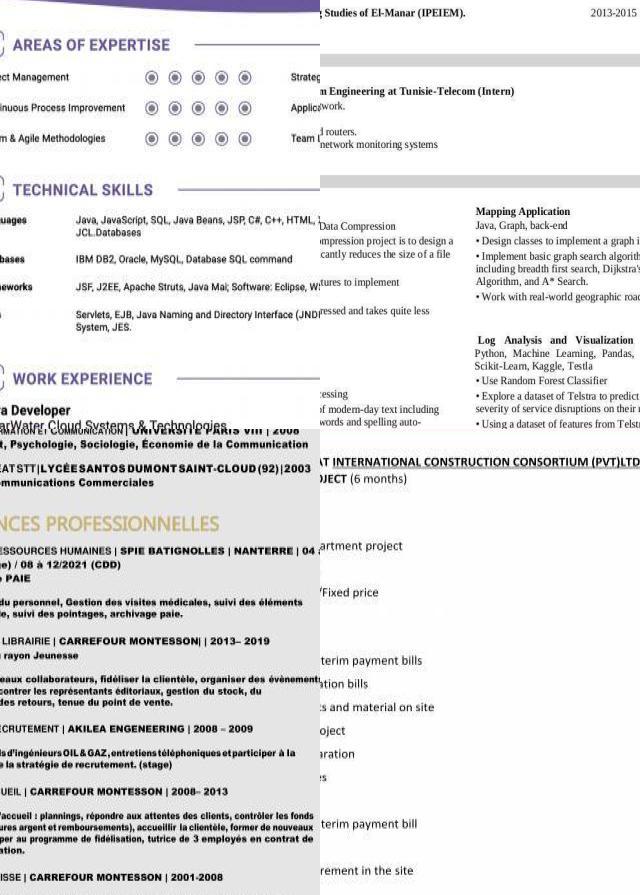 AREAS OF EXPERTISE
ect Management
Strateg
inuous Process Improvement
Applic
m & Agile Methodologies
Team
TECHNICAL SKILLS
uages
Java, JavaScript, SQL, Java Beans, JSP, C#, C++, HTML,
JCL.Databases
bases
IBM DB2, Oracle, MySQL, Database SQL command
neworks
JSF, J2EE, Apache Struts, Java Mai; Software: Eclipse, W
s
Servlets, EJB, Java Naming and Directory Interface (JNDI
System, JES.
WORK EXPERIENCE
a Developer
arWater Cloud Systems & Technologies
Studies of El-Manar (IPEIEM).
2013-2015
m Engineering at Tunisie-Telecom (Intern)
work.
l routers.
network monitoring systems
Data Compression
ompression project is to design a
cantly reduces the size of a file
tures to implement
ressed and takes quite less
essing
f modern-day text including
words and spelling auto-
Mapping Application
Java, Graph, back-end
• Design classes to implement a graph i
• Implement basic graph search algorith
including breadth first search, Dijkstra's
Algorithm, and A* Search.
• Work with real-world geographic road
Log Analysis and Visualization
Python, Machine Learning, Pandas,
Scikit-Learn, Kaggle, Testla
• Use Random Forest Classifier
• Explore a dataset of Telstra to predict
severity of service disruptions on their n
• Using a dataset of features from Telst
RMATION ET COMMUNICATION | UNIVERSITÉ PARIS VIII | 2008
t, Psychologie, Sociologie, Économie de la Communication
EAT STT | LYCÉE SANTOS DUMONT SAINT-CLOUD (92) | 2003
mmunications Commerciales
NCES PROFESSIONNELLES
ESSOURCES HUMAINES | SPIE BATIGNOLLES | NANTERRE | 04
ge) / 08 à 12/2021 (CDD)
e PAIE
du personnel, Gestion des visites médicales, suivi des éléments
le, suivi des pointages, archivage paie.
LIBRAIRIE | CARREFOUR MONTESSON| | 2013– 2019
rayon Jeunesse
eaux collaborateurs, fidéliser la clientèle, organiser des évènement
contrer les représentants éditoriaux, gestion du stock, du
des retours, tenue du point de vente.
ECRUTEMENT | AKILEA ENGENEERING | 2008 – 2009
ls d'ingénieurs OIL & GAZ, entretiens téléphoniques et participer à la
e la stratégie de recrutement. (stage)
UEIL | CARREFOUR MONTESSON | 2008– 2013
'accueil : plannings, répondre aux attentes des clients, contrôler les fonds
ures argent et remboursements), accueillir la clientèle, former de nouveaux
per au programme de fidélisation, tutrice de 3 employés en contrat de
ation.
ISSE | CARREFOUR MONTESSON | 2001-2008
AT INTERNATIONAL CONSTRUCTION CONSORTIUM (PVT)LTD
OJECT (6 months)
artment project
/Fixed price
terim payment bills
ation bills
s and material on site
oject
aration
es
terim payment bill
rement in the site